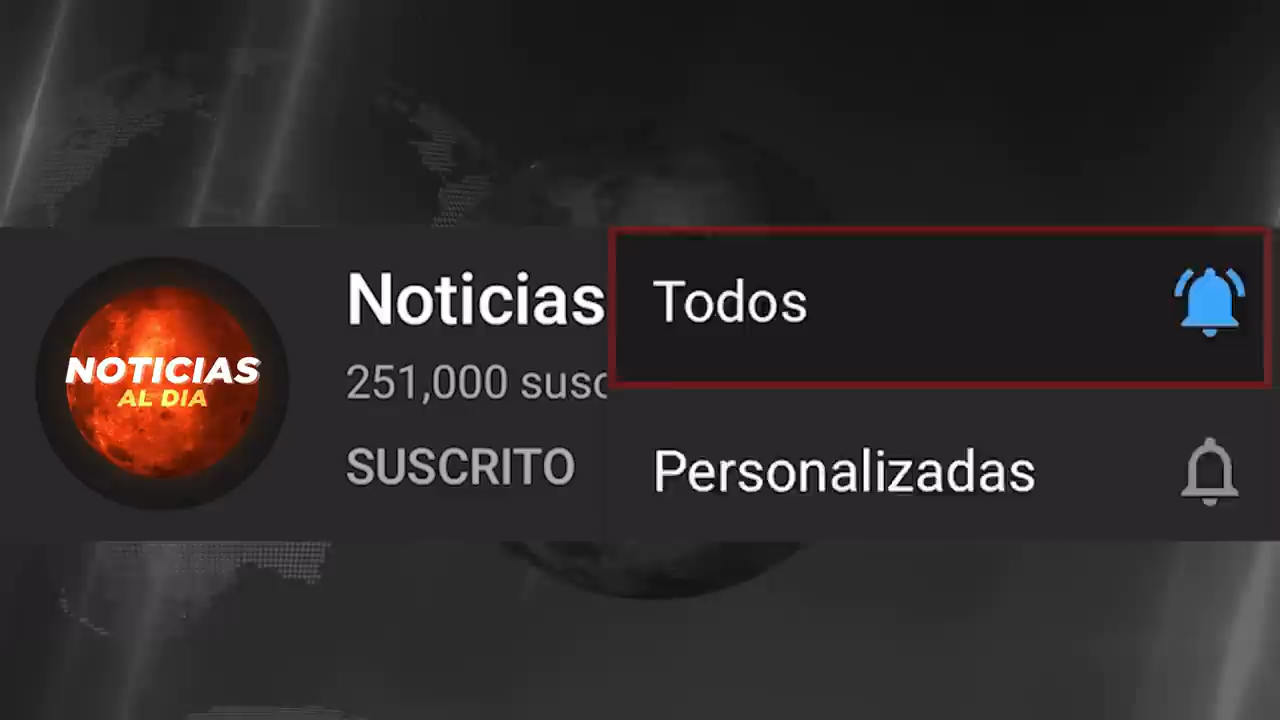 NOTICIAS
AL DIA
Noticias
251,000 susc
SUSCRITO
Todos
Personalizadas